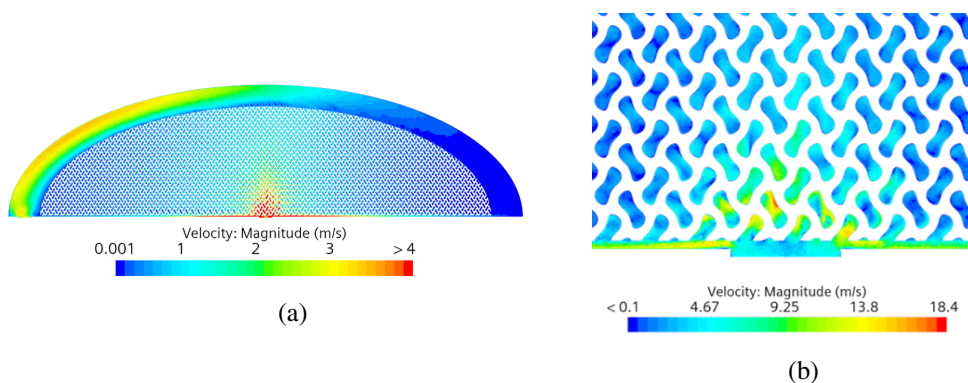 Velocity: Magnitude (m/s)
0.001 1 2 3 > 4
(a)
Velocity: Magnitude (m/s)
< 0.1 4.67 9.25 13.8 18.4
(b)